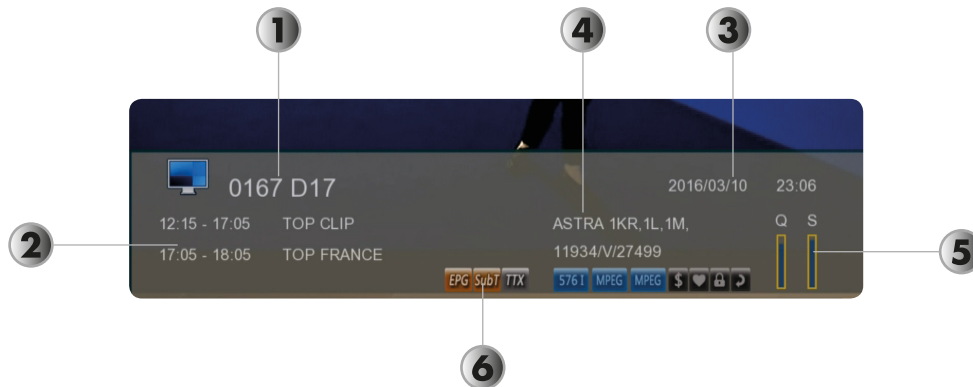 1
4
3
0167 D17
2016/03/10 23:06
12:15 - 17:05 TOP CLIP
ASTRA 1KR,1L,1M,
Q S
2
17:05 - 18:05 TOP FRANCE
11934/V/27499
5
EPG SubT TTX
576 I MPEG MPEG $
6